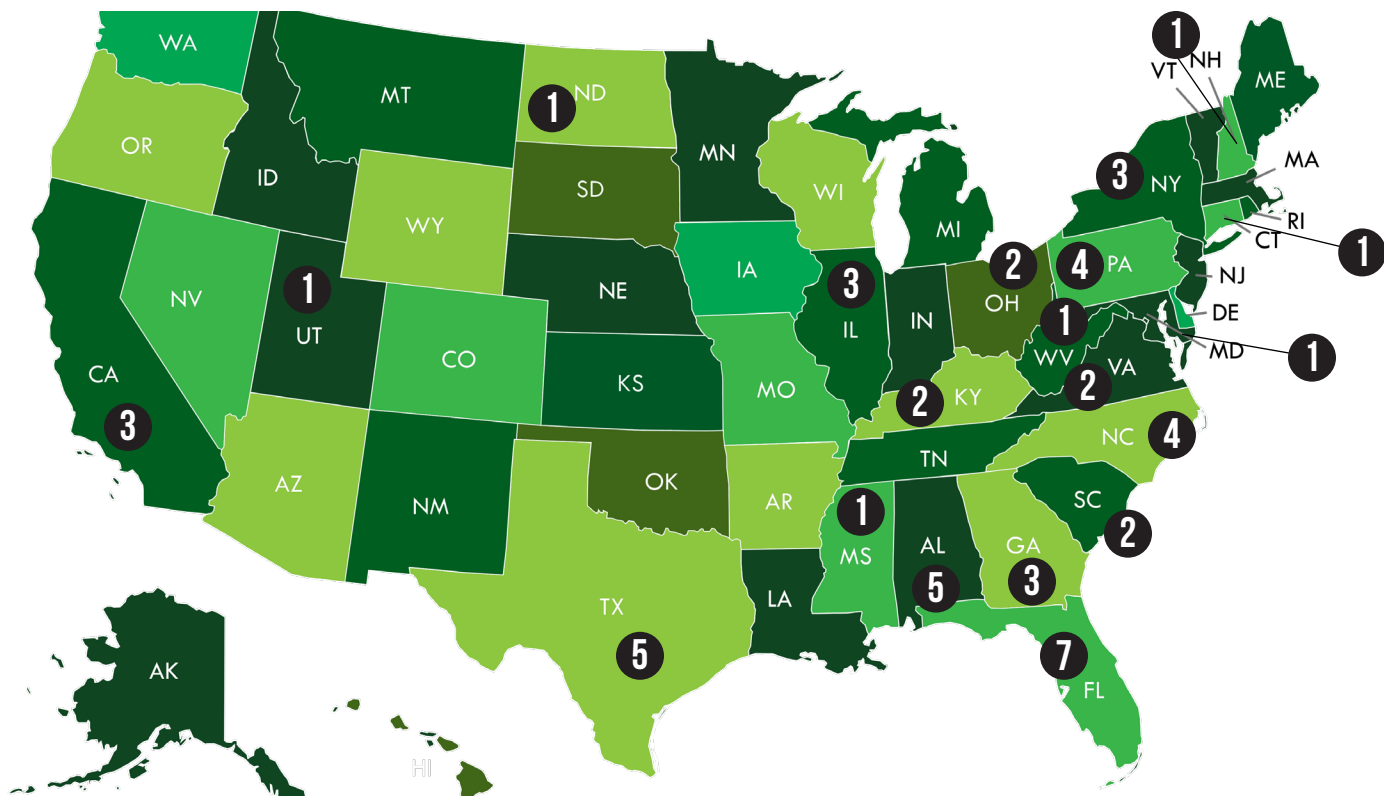 1
WA
VT
NH
ME
MT
1
ND
OR
MN
MA
ID
SD
WI
3
NY
WY
MI
RI
CT
1
IA
2
4
PA
NJ
NV
1
NE
3
OH
DE
UT
IL
IN
1
MD
1
CO
WV
VA
CA
KS
MO
2
KY
2
3
NC
4
TN
AZ
OK
AR
SC
NM
1
2
MS
AL
GA
LA
5
3
TX
5
7
AK
FL
HI